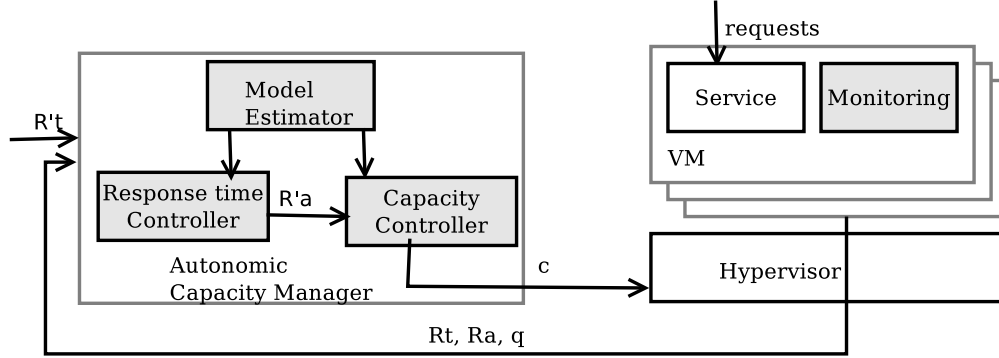 requests
Model
Estimator
Service
Monitoring
R't
VM
Response time
Controller
R'a
Capacity
Controller
Autonomic
Capacity Manager
c
Hypervisor
Rt, Ra, q